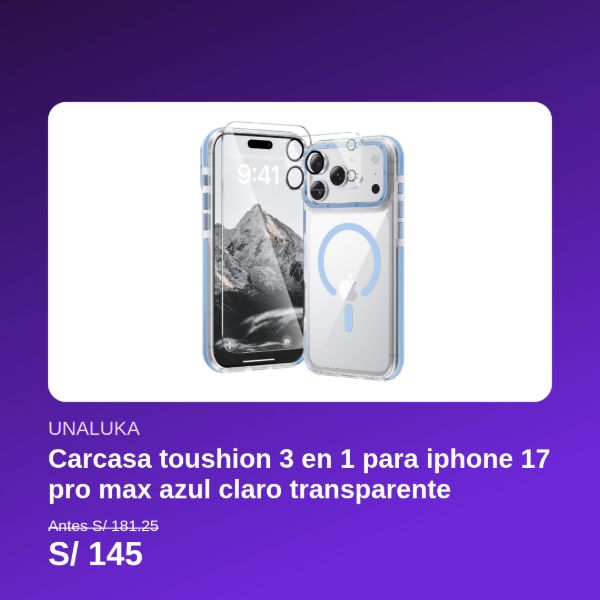 9:41
UNALUKA
Carcasa toushion 3 en 1 para iphone 17
pro max azul claro transparente
Antes S/ 181.25
S/ 145